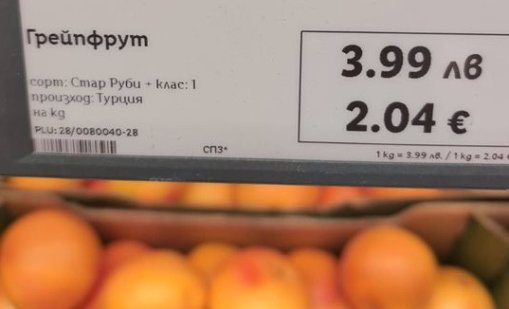 Грейпфрут
сорт: Стар Руби + клас: 1
произход: Турция
на kg
PLU: 28/0080040-28
СПЗ*
3.99 лв
2.04 €
1 kg = 3.99 лв. / 1 kg = 2.04 €